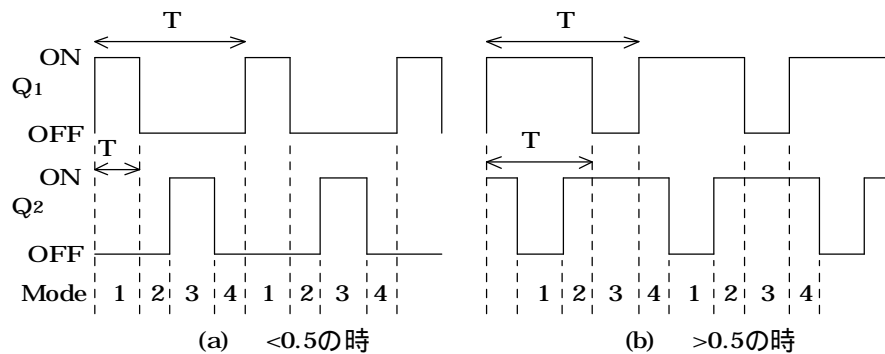 T T
ON
Q1
OFF
T T
ON
Q2
OFF
Mode 1 2 3 4 1 2 3 4 1 2 3 4 1 2 3 4
(a) <0.5の時 (b) >0.5の時